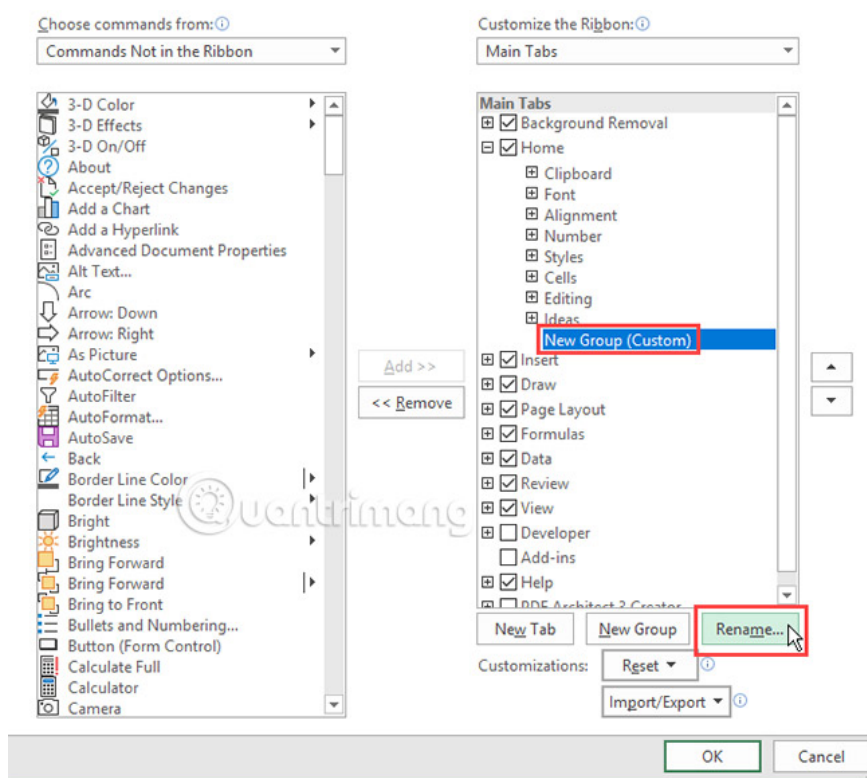 Choose commands from:
Commands Not in the Ribbon
3-D Color
3-D Effects
3-D On/Off
About
Accept/Reject Changes
Add a Chart
Add a Hyperlink
Advanced Document Properties
Alt Text...
Arc
Arrow: Down
Arrow: Right
As Picture
AutoCorrect Options...
AutoFilter
AutoFormat...
AutoSave
Back
Border Line Color
Border Line Style
Bright
Brightness
Bring Forward
Bring Forward
Bring to Front
Bullets and Numbering...
Button (Form Control)
Calculate Full
Calculator
Camera
Add >>
<< Remove
Customize the Ribbon:
Main Tabs
Main Tabs
Background Removal
Home
Clipboard
Font
Alignment
Number
Styles
Cells
Editing
Ideas
New Group (Custom)
Insert
Draw
Page Layout
Formulas
Data
Review
View
Developer
Add-ins
Help
PDF Architect 3 Creator
New Tab
New Group
Rename...
Customizations:
Reset
Import/Export
OK
Cancel
Quantrimang